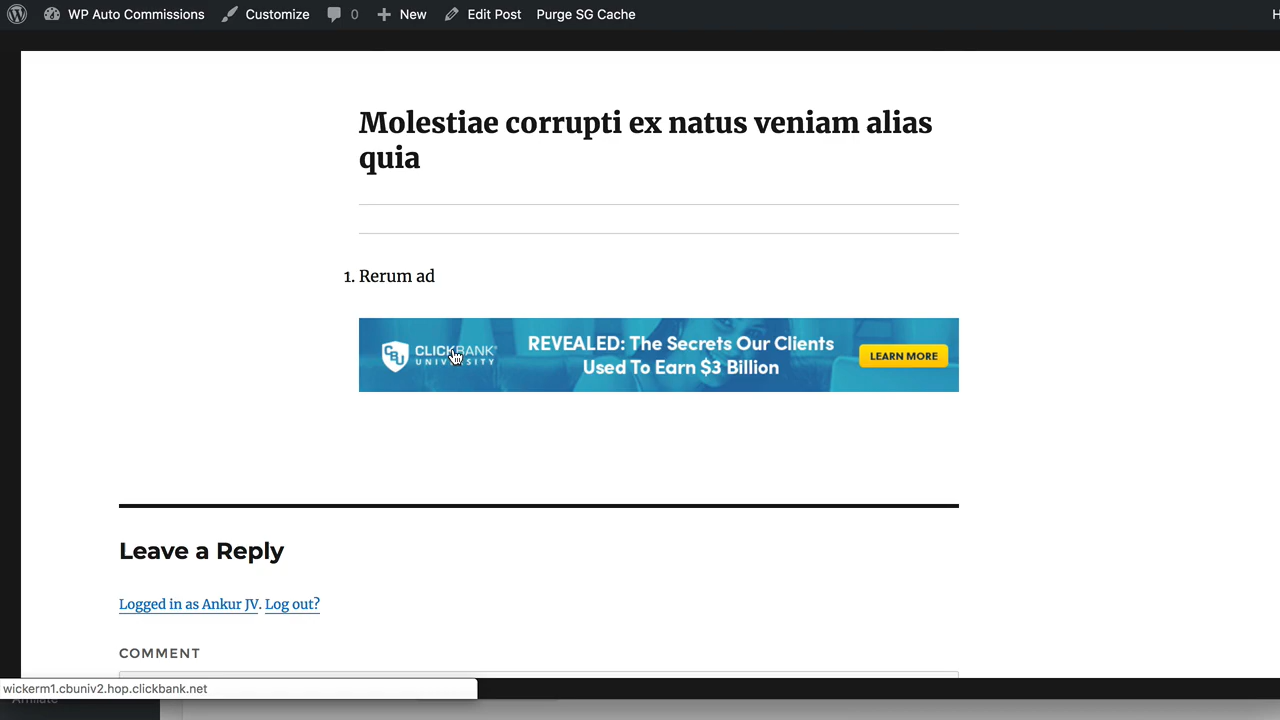 WP Auto Commissions Customize 0 New Edit Post Purge SG Cache H
Molestiae corrupti ex natus veniam alias
quia
1. Rerum ad
CBU CLICKBANK® UNIVERSITY REVEALED: The Secrets Our Clients
Used To Earn $3 Billion
LEARN MORE
Leave a Reply
Logged in as Ankur JV. Log out?
COMMENT
wickerm1.cbuniv2.hop.clickbank.net
Affiliate